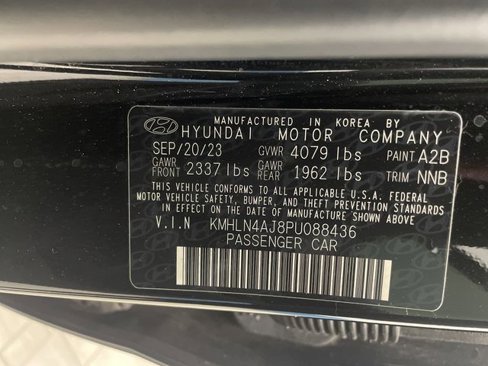 MANUFACTURED IN KOREA BY
HYUNDAI MOTOR COMPANY
SEP/20/23 GVWR 4079 lbs PAINT A2B
GAWR FRONT 2337 lbs GAWR REAR 1962 lbs TRIM NNB
THIS VEHICLE CONFORMS TO ALL APPLICABLE U.S.A. FEDERAL
MOTOR VEHICLE SAFETY, BUMPER, AND THEFT PREVENTION STANDARDS
IN EFFECT ON THE DATE OF MANUFACTURE SHOWN ABOVE.
V.I.N KMHLN4AJ8PU088436
PASSENGER CAR